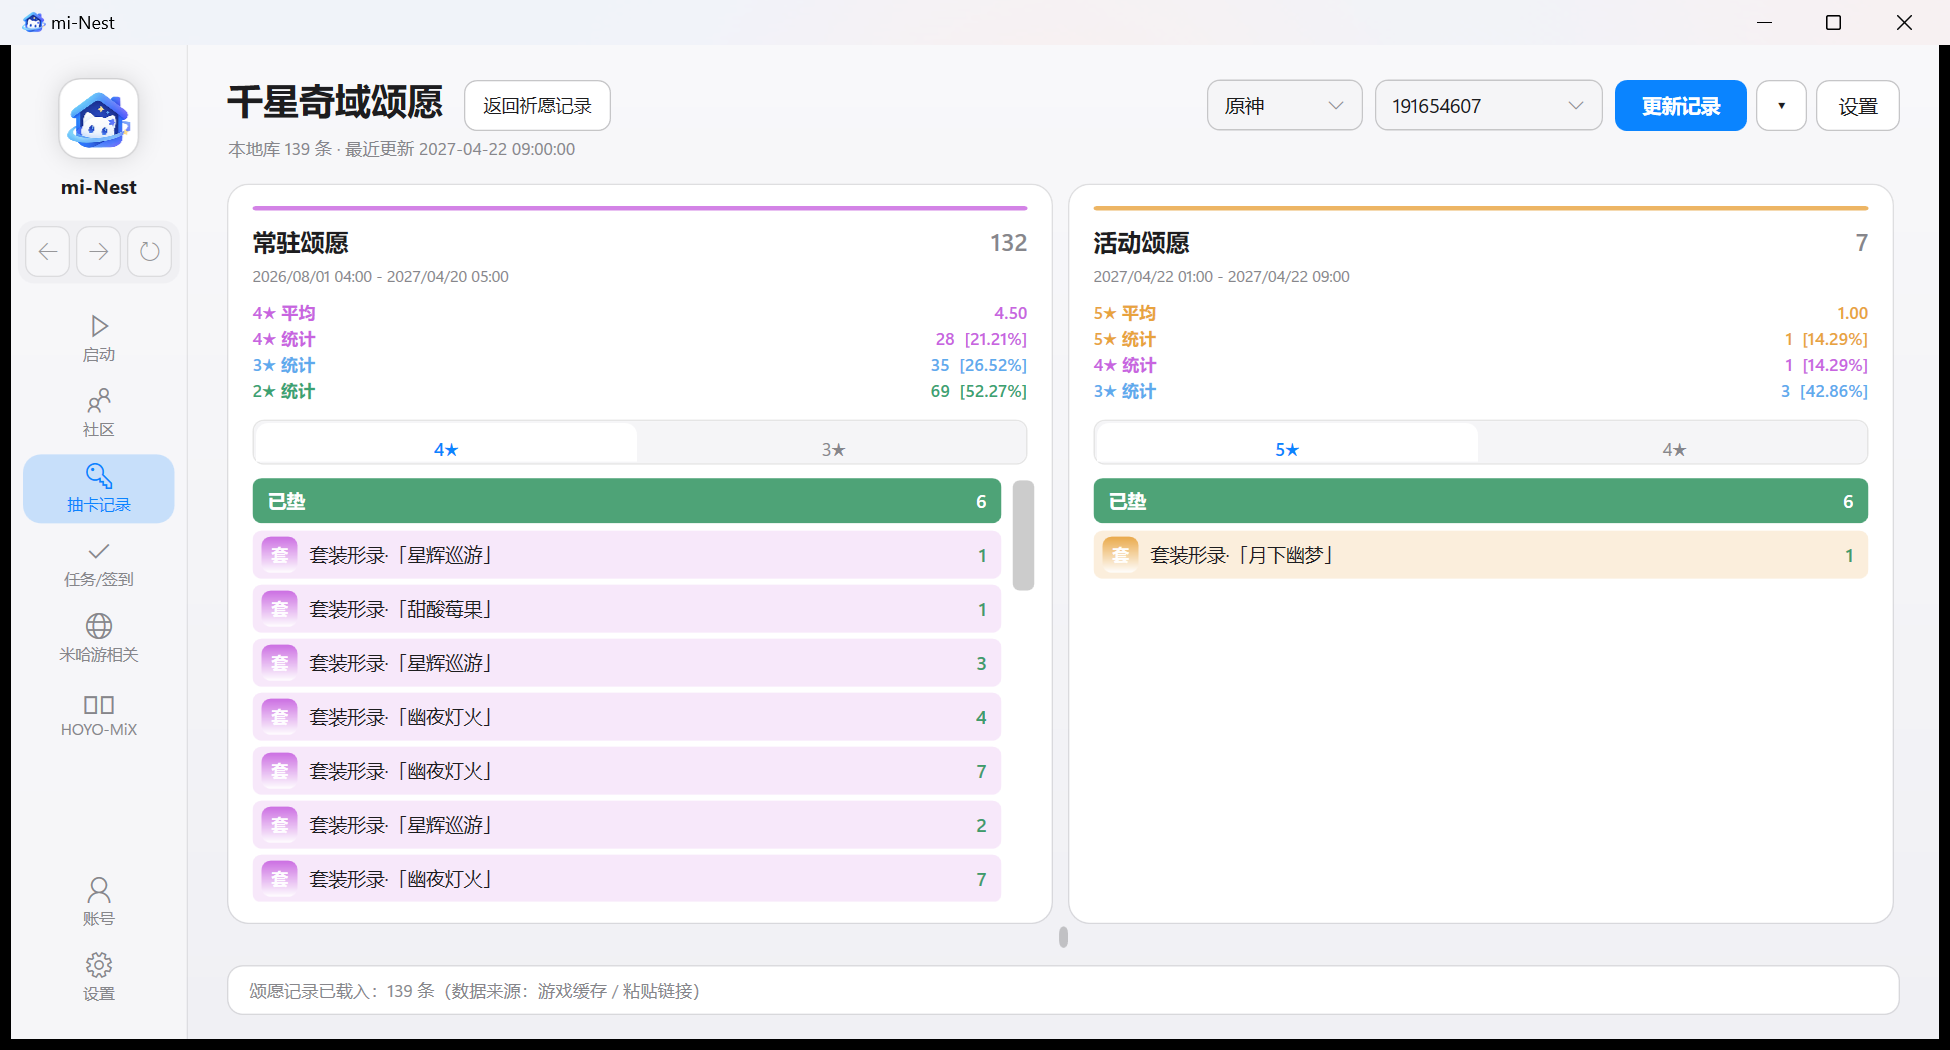 mi-Nest
mi-Nest
启动
社区
抽卡记录
任务/签到
米哈游相关
HOYO-MiX
账号
设置
千星奇域颂愿
返回祈愿记录
原神
191654607
更新记录
设置
本地库 139 条 · 最近更新 2027-04-22 09:00:00
常驻颂愿 132
2026/08/01 04:00 - 2027/04/20 05:00
4★ 平均 4.50
4★ 统计 28 [21.21%]
3★ 统计 35 [26.52%]
2★ 统计 69 [52.27%]
4★ 3★
已垫 6
套 套装形录·「星辉巡游」 1
套 套装形录·「甜酸莓果」 1
套 套装形录·「星辉巡游」 3
套 套装形录·「幽夜灯火」 4
套 套装形录·「幽夜灯火」 7
套 套装形录·「星辉巡游」 2
套 套装形录·「幽夜灯火」 7
活动颂愿 7
2027/04/22 01:00 - 2027/04/22 09:00
5★ 平均 1.00
5★ 统计 1 [14.29%]
4★ 统计 1 [14.29%]
3★ 统计 3 [42.86%]
5★ 4★
已垫 6
套 套装形录·「月下幽梦」 1
颂愿记录已载入：139 条（数据来源：游戏缓存 / 粘贴链接）